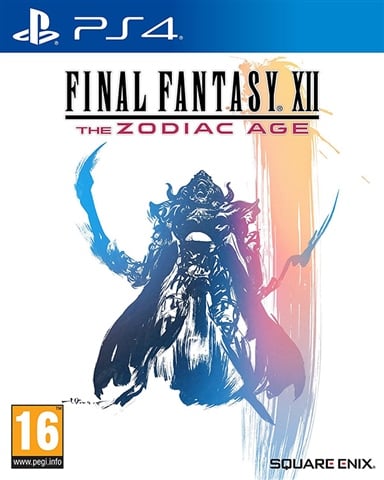 PS4
FINAL FANTASY® XII
THE ZODIAC AGE
16
www.pegi.info
SQUARE ENIX®